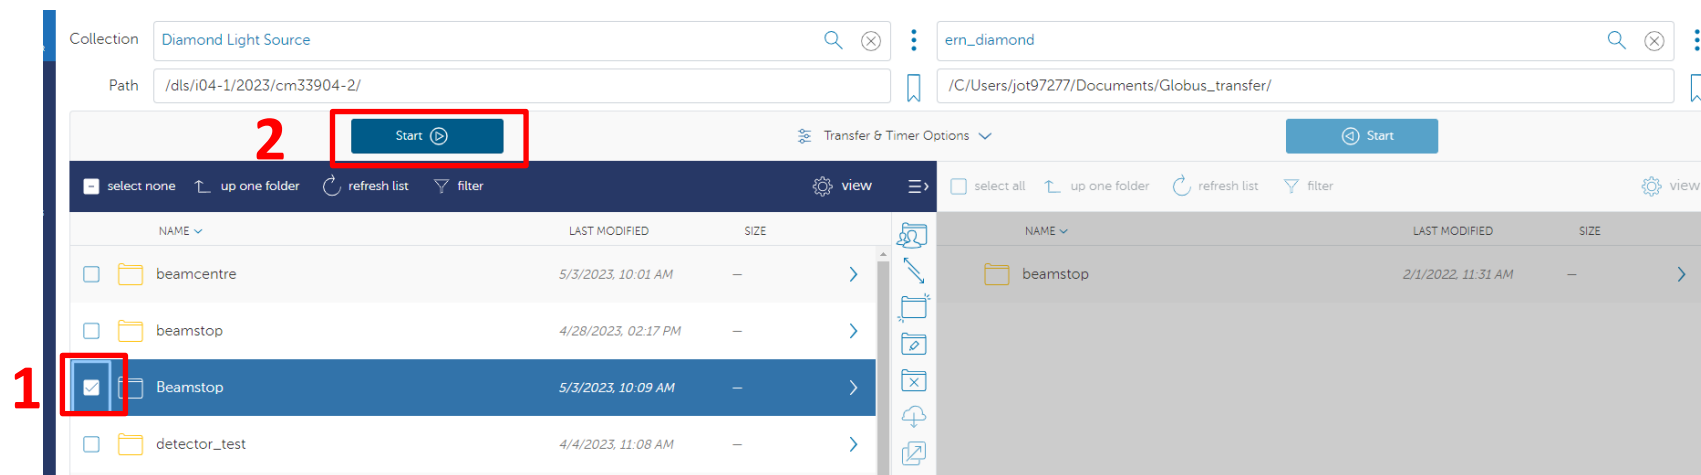 Collection Diamond Light Source ern_diamond
Path /dls/i04-1/2023/cm33904-2/ /C/Users/jot97277/Documents/Globus_transfer/
2 Start Transfer & Timer Options Start
select none up one folder refresh list filter view select all up one folder refresh list filter view
NAME LAST MODIFIED SIZE NAME LAST MODIFIED SIZE
beamcentre 5/3/2023, 10:01 AM — beamstop 2/1/2022, 11:31 AM —
beamstop 4/28/2023, 02:17 PM —
1 Beamstop 5/3/2023, 10:09 AM —
detector_test 4/4/2023, 11:08 AM —